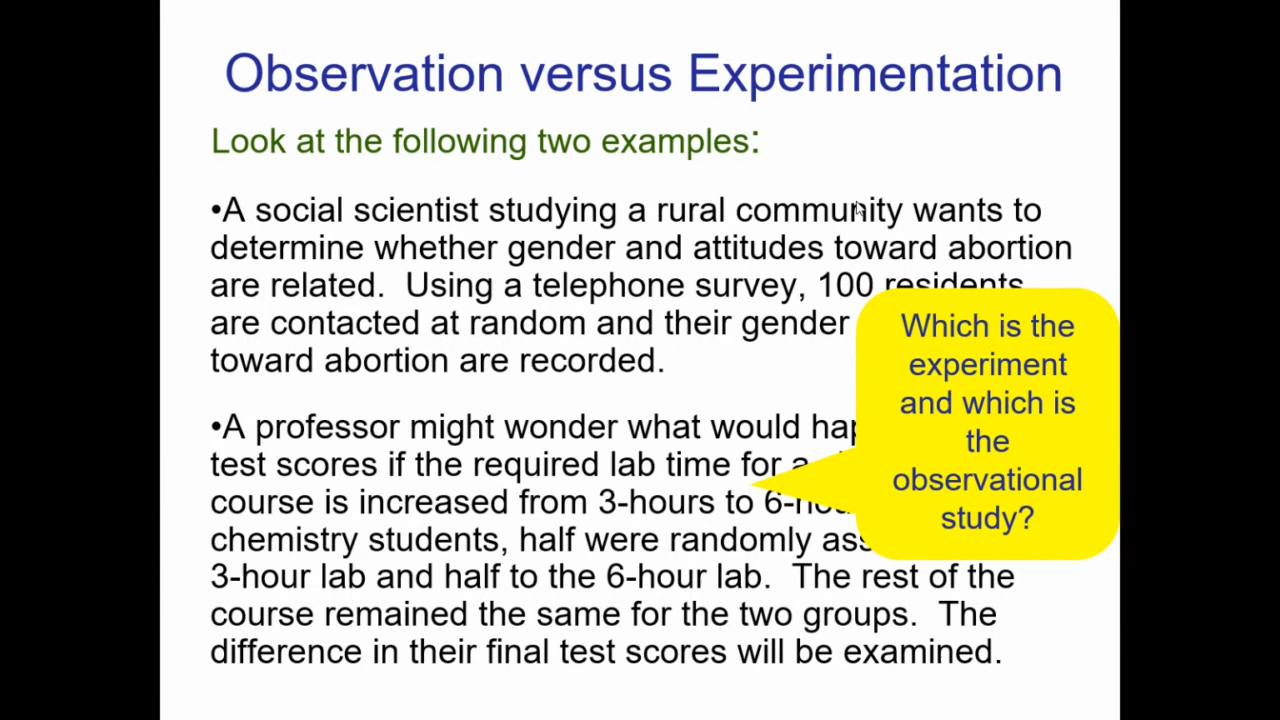 Observation versus Experimentation
Look at the following two examples:
•A social scientist studying a rural community wants to
determine whether gender and attitudes toward abortion
are related.  Using a telephone survey, 100 residents
are contacted at random and their gender
toward abortion are recorded.
•A professor might wonder what would
test scores if the required lab time for
course is increased from 3-hours to
chemistry students, half were randomly
3-hour lab and half to the 6-hour lab.  The rest of the
course remained the same for the two groups.  The
difference in their final test scores will be examined.
Which is the
experiment
and which is
the
observational
study?